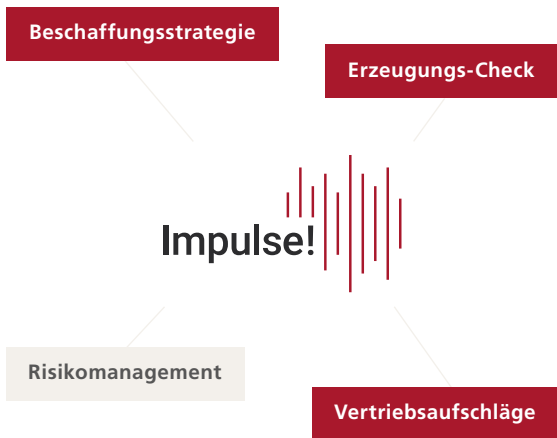 Beschaffungsstrategie
Erzeugungs-Check
Impulse!
Risikomanagement
Vertriebsaufschläge